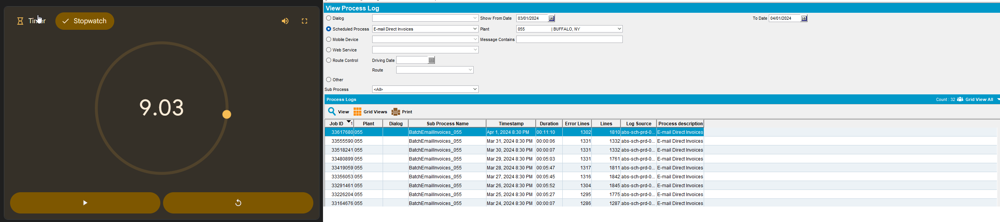 Stopwatch
9.03
View Process Log
Dialog Show From Date 03/01/2024 16 To Date 04/01/2024 16
Scheduled Process E-mail Direct Invoices Plant 055 | BUFFALO, NY
Mobile Device Message Contains
Web Service
Route Control Driving Date 16
Route
Other
Sub Process <All>
Process Logs Count : 32 Grid View All
View Grid Views Print
Job ID 1 Plant Dialog Sub Process Name Timestamp Duration Error Lines Lines Log Source Process description
33617680 055 BatchEmailInvoices_055 Apr 1, 2024 8:30 PM 00:11:10 1302 1810 abs-sch-prd-0... E-mail Direct Invoices
33555590 055 BatchEmailInvoices_055 Mar 31, 2024 8:30 PM 00:00:06 1331 1332 abs-sch-prd-0... E-mail Direct Invoices
33518241 055 BatchEmailInvoices_055 Mar 30, 2024 8:30 PM 00:00:07 1331 1332 abs-sch-prd-0... E-mail Direct Invoices
33480899 055 BatchEmailInvoices_055 Mar 29, 2024 8:30 PM 00:05:03 1331 1761 abs-sch-prd-0... E-mail Direct Invoices
33419059 055 BatchEmailInvoices_055 Mar 28, 2024 8:30 PM 00:05:47 1317 1811 abs-sch-prd-0... E-mail Direct Invoices
33356053 055 BatchEmailInvoices_055 Mar 27, 2024 8:30 PM 00:05:45 1316 1842 abs-sch-prd-0... E-mail Direct Invoices
33291461 055 BatchEmailInvoices_055 Mar 26, 2024 8:30 PM 00:05:52 1304 1845 abs-sch-prd-0... E-mail Direct Invoices
33226204 055 BatchEmailInvoices_055 Mar 25, 2024 8:30 PM 00:05:27 1295 1775 abs-sch-prd-0... E-mail Direct Invoices
33164676 055 BatchEmailInvoices_055 Mar 24, 2024 8:30 PM 00:00:07 1286 1287 abs-sch-prd-0... E-mail Direct Invoices